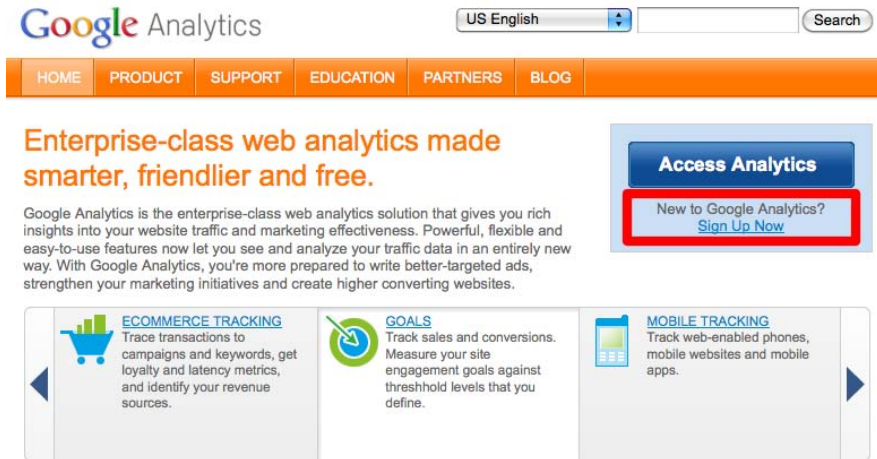 Google Analytics
US English
Search
HOME PRODUCT SUPPORT EDUCATION PARTNERS BLOG
Enterprise-class web analytics made
smarter, friendlier and free.
Google Analytics is the enterprise-class web analytics solution that gives you rich
insights into your website traffic and marketing effectiveness. Powerful, flexible and
easy-to-use features now let you see and analyze your traffic data in an entirely new
way. With Google Analytics, you're more prepared to write better-targeted ads,
strengthen your marketing initiatives and create higher converting websites.
Access Analytics
New to Google Analytics?
Sign Up Now
ECOMMERCE TRACKING
Trace transactions to
campaigns and keywords, get
loyalty and latency metrics,
and identify your revenue
sources.
GOALS
Track sales and conversions.
Measure your site
engagement goals against
threshhold levels that you
define.
MOBILE TRACKING
Track web-enabled phones,
mobile websites and mobile
apps.